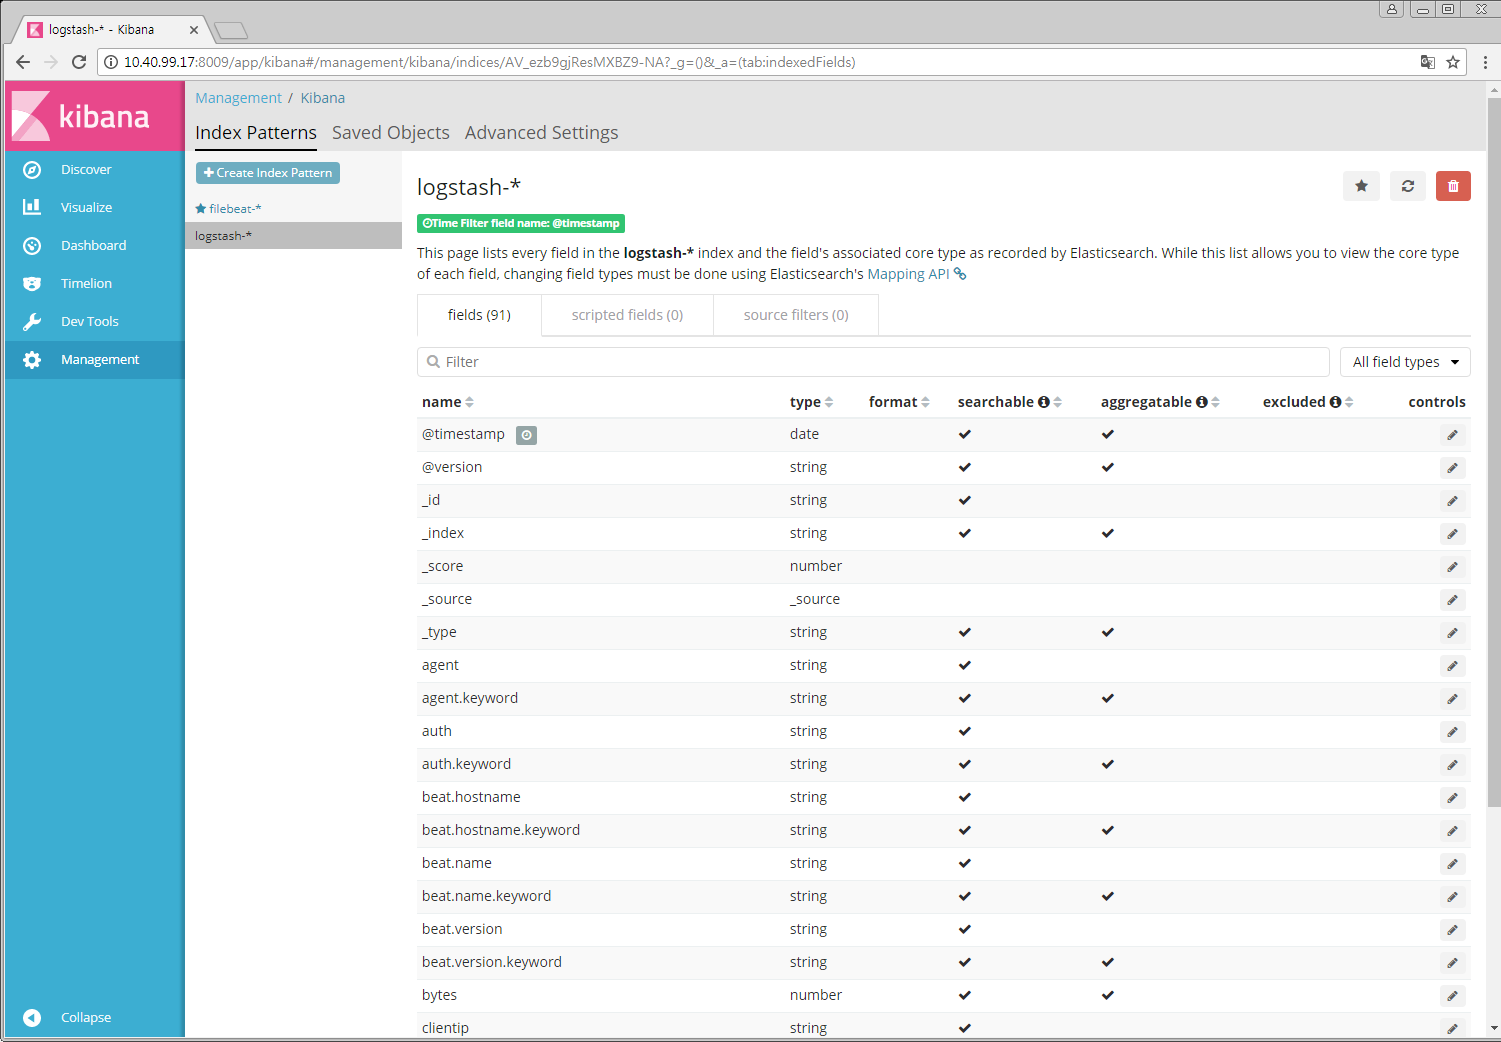 logstash-* - Kibana
10.40.99.17:8009/app/kibana#/management/kibana/indices/AV_ezb9gjResMXBZ9-NA?_g=()&_a=(tab:indexedFields)
kibana
Discover
Visualize
Dashboard
Timelion
Dev Tools
Management
Collapse
Management / Kibana
Index Patterns Saved Objects Advanced Settings
Create Index Pattern
filebeat-*
logstash-*
logstash-*
Time Filter field name: @timestamp
This page lists every field in the logstash-* index and the field's associated core type as recorded by Elasticsearch. While this list allows you to view the core type
of each field, changing field types must be done using Elasticsearch's Mapping API
fields (91) scripted fields (0) source filters (0)
Filter All field types
name type format searchable aggregatable excluded controls
@timestamp date
@version string
_id string
_index string
_score number
_source _source
_type string
agent string
agent.keyword string
auth string
auth.keyword string
beat.hostname string
beat.hostname.keyword string
beat.name string
beat.name.keyword string
beat.version string
beat.version.keyword string
bytes number
clientip string